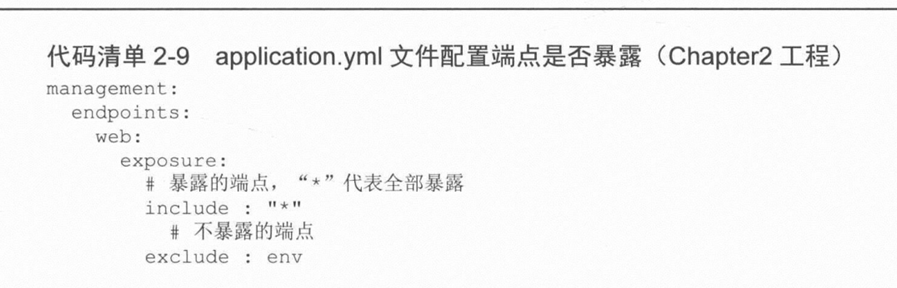 代码清单 2-9 application.yml 文件配置端点是否暴露（Chapter2 工程）
management:
  endpoints:
    web:
      exposure:
        # 暴露的端点，“*”代表全部暴露
        include : "*"
          # 不暴露的端点
        exclude : env